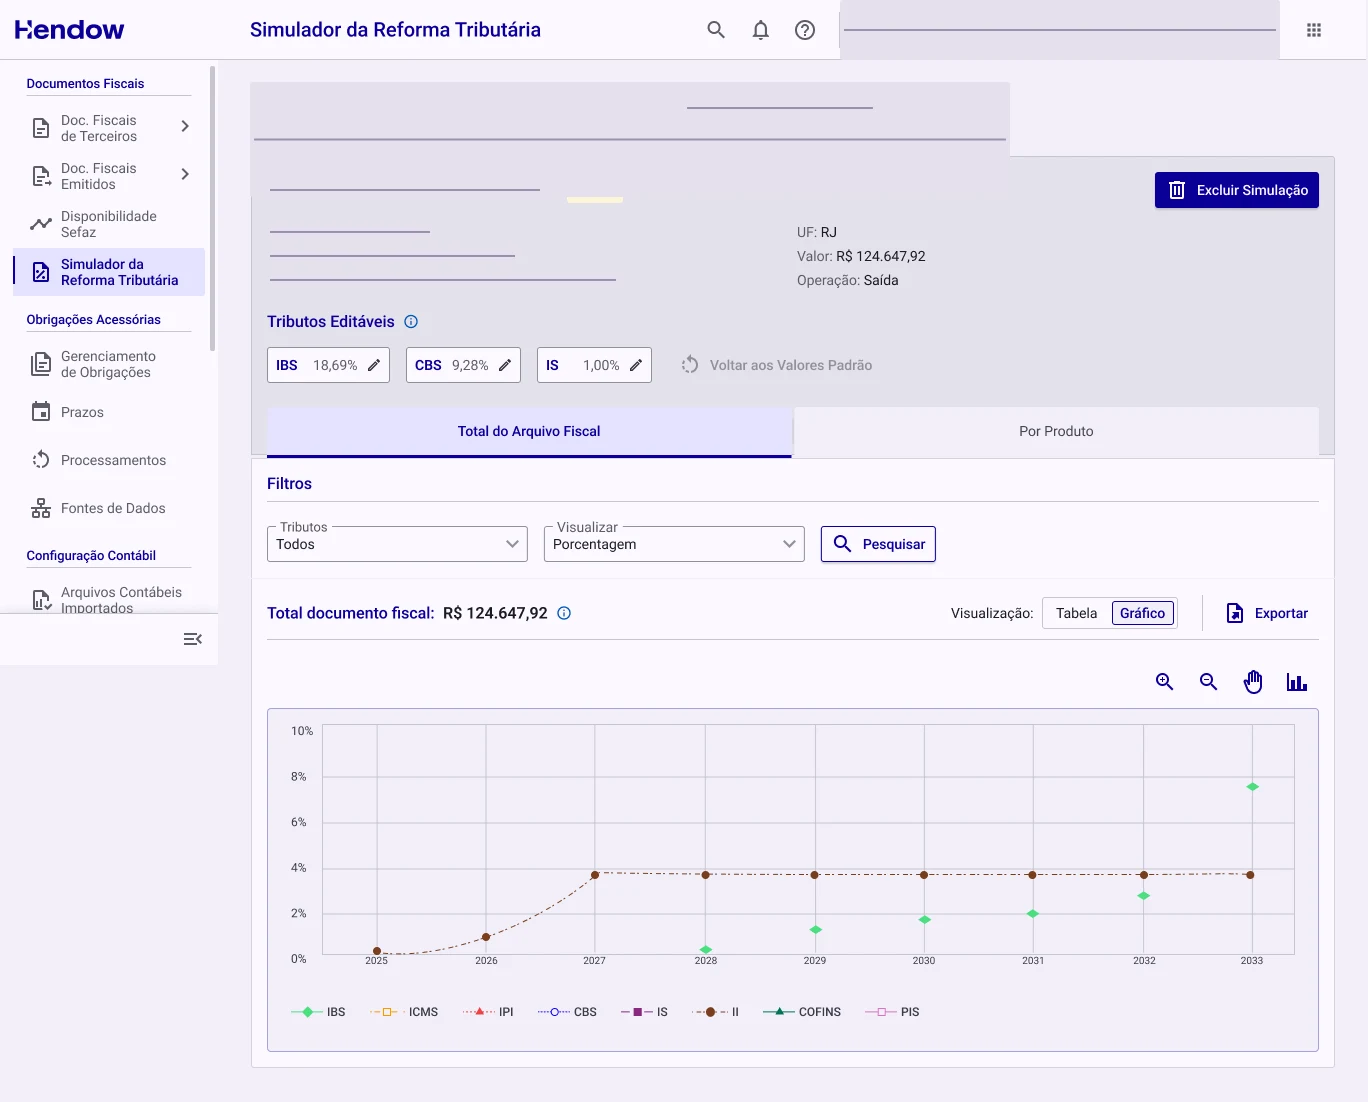 Hendow
Simulador da Reforma Tributária
Documentos Fiscais
Doc. Fiscais
de Terceiros
Doc. Fiscais
Emitidos
Disponibilidade
Sefaz
Simulador da
Reforma Tributária
Obrigações Acessórias
Gerenciamento
de Obrigações
Prazos
Processamentos
Fontes de Dados
Configuração Contábil
Arquivos Contábeis
Importados
Excluir Simulação
UF: RJ
Valor: R$ 124.647,92
Operação: Saída
Tributos Editáveis
IBS 18,69%
CBS 9,28%
IS 1,00%
Voltar aos Valores Padrão
Total do Arquivo Fiscal
Por Produto
Filtros
Tributos
Todos
Visualizar
Porcentagem
Pesquisar
Total documento fiscal: R$ 124.647,92
Visualização: Tabela Gráfico
Exportar
10%
8%
6%
4%
2%
0%
2025 2026 2027 2028 2029 2030 2031 2032 2033
IBS ICMS IPI CBS IS II COFINS PIS